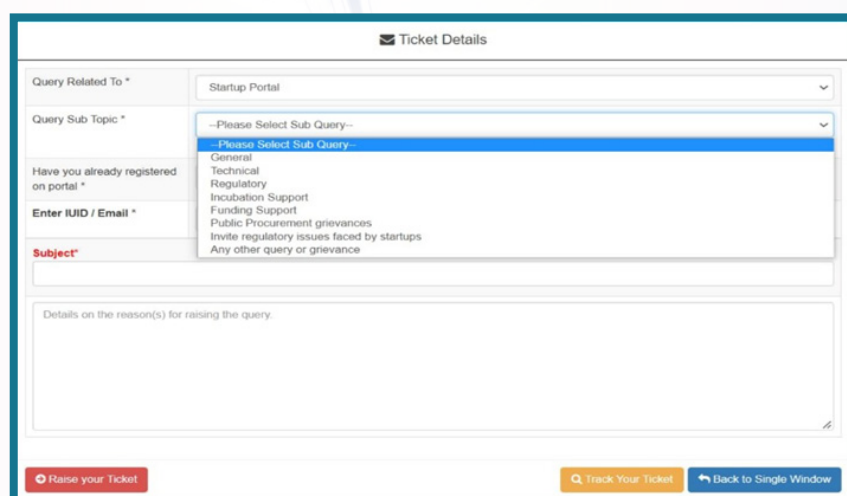 Ticket Details
Query Related To *
Startup Portal
Query Sub Topic *
--Please Select Sub Query--
--Please Select Sub Query--
General
Technical
Regulatory
Incubation Support
Funding Support
Public Procurement grievances
Invite regulatory issues faced by startups
Any other query or grievance
Have you already registered
on portal *
Enter IUID / Email *
Subject*
Details on the reason(s) for raising the query.
Raise your Ticket
Track Your Ticket
Back to Single Window